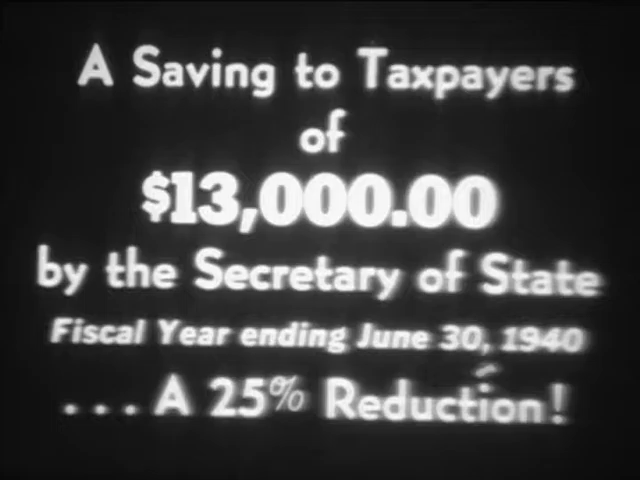 A Saving to Taxpayers
of
$13,000.00
by the Secretary of State
Fiscal Year ending June 30, 1940
...A 25% Reduction!